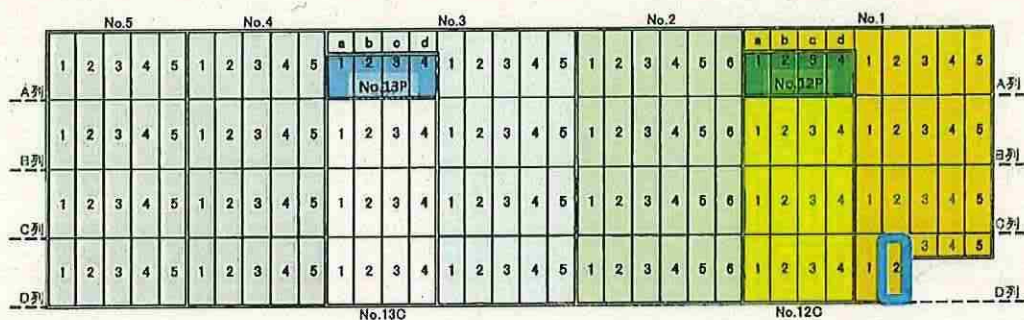 No.5 No.4 No.3 No.2 No.1
a b c d a b c d
1 2 3 4 5 1 2 3 4 5 1 2 3 4 1 2 3 4 5 1 2 3 4 5 6 1 2 3 4 1 2 3 4 5
No.13P No.12P
A列 A列
1 2 3 4 5 1 2 3 4 5 1 2 3 4 1 2 3 4 5 1 2 3 4 5 6 1 2 3 4 1 2 3 4 5
B列 B列
1 2 3 4 5 1 2 3 4 5 1 2 3 4 1 2 3 4 5 1 2 3 4 5 6 1 2 3 4 1 2 3 4 5
C列 C列
3 4 5
1 2 3 4 5 1 2 3 4 5 1 2 3 4 1 2 3 4 5 1 2 3 4 5 6 1 2 3 4 1 2
D列 D列
No.13C No.12C